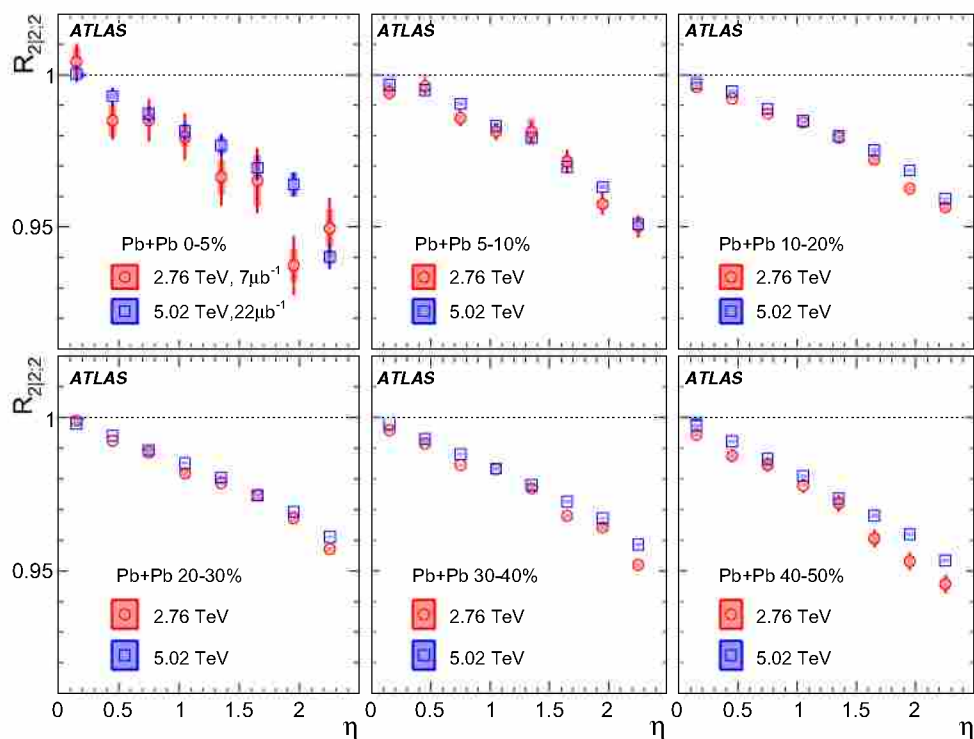 R2|2;2
ATLAS
1
0.95
Pb+Pb 0-5%
2.76 TeV, 7μb-1
5.02 TeV,22μb-1
ATLAS
Pb+Pb 5-10%
2.76 TeV
5.02 TeV
ATLAS
Pb+Pb 10-20%
2.76 TeV
5.02 TeV
R2|2;2
ATLAS
1
0.95
Pb+Pb 20-30%
2.76 TeV
5.02 TeV
0 0.5 1 1.5 2 η
ATLAS
Pb+Pb 30-40%
2.76 TeV
5.02 TeV
0 0.5 1 1.5 2 η
ATLAS
Pb+Pb 40-50%
2.76 TeV
5.02 TeV
0 0.5 1 1.5 2 η